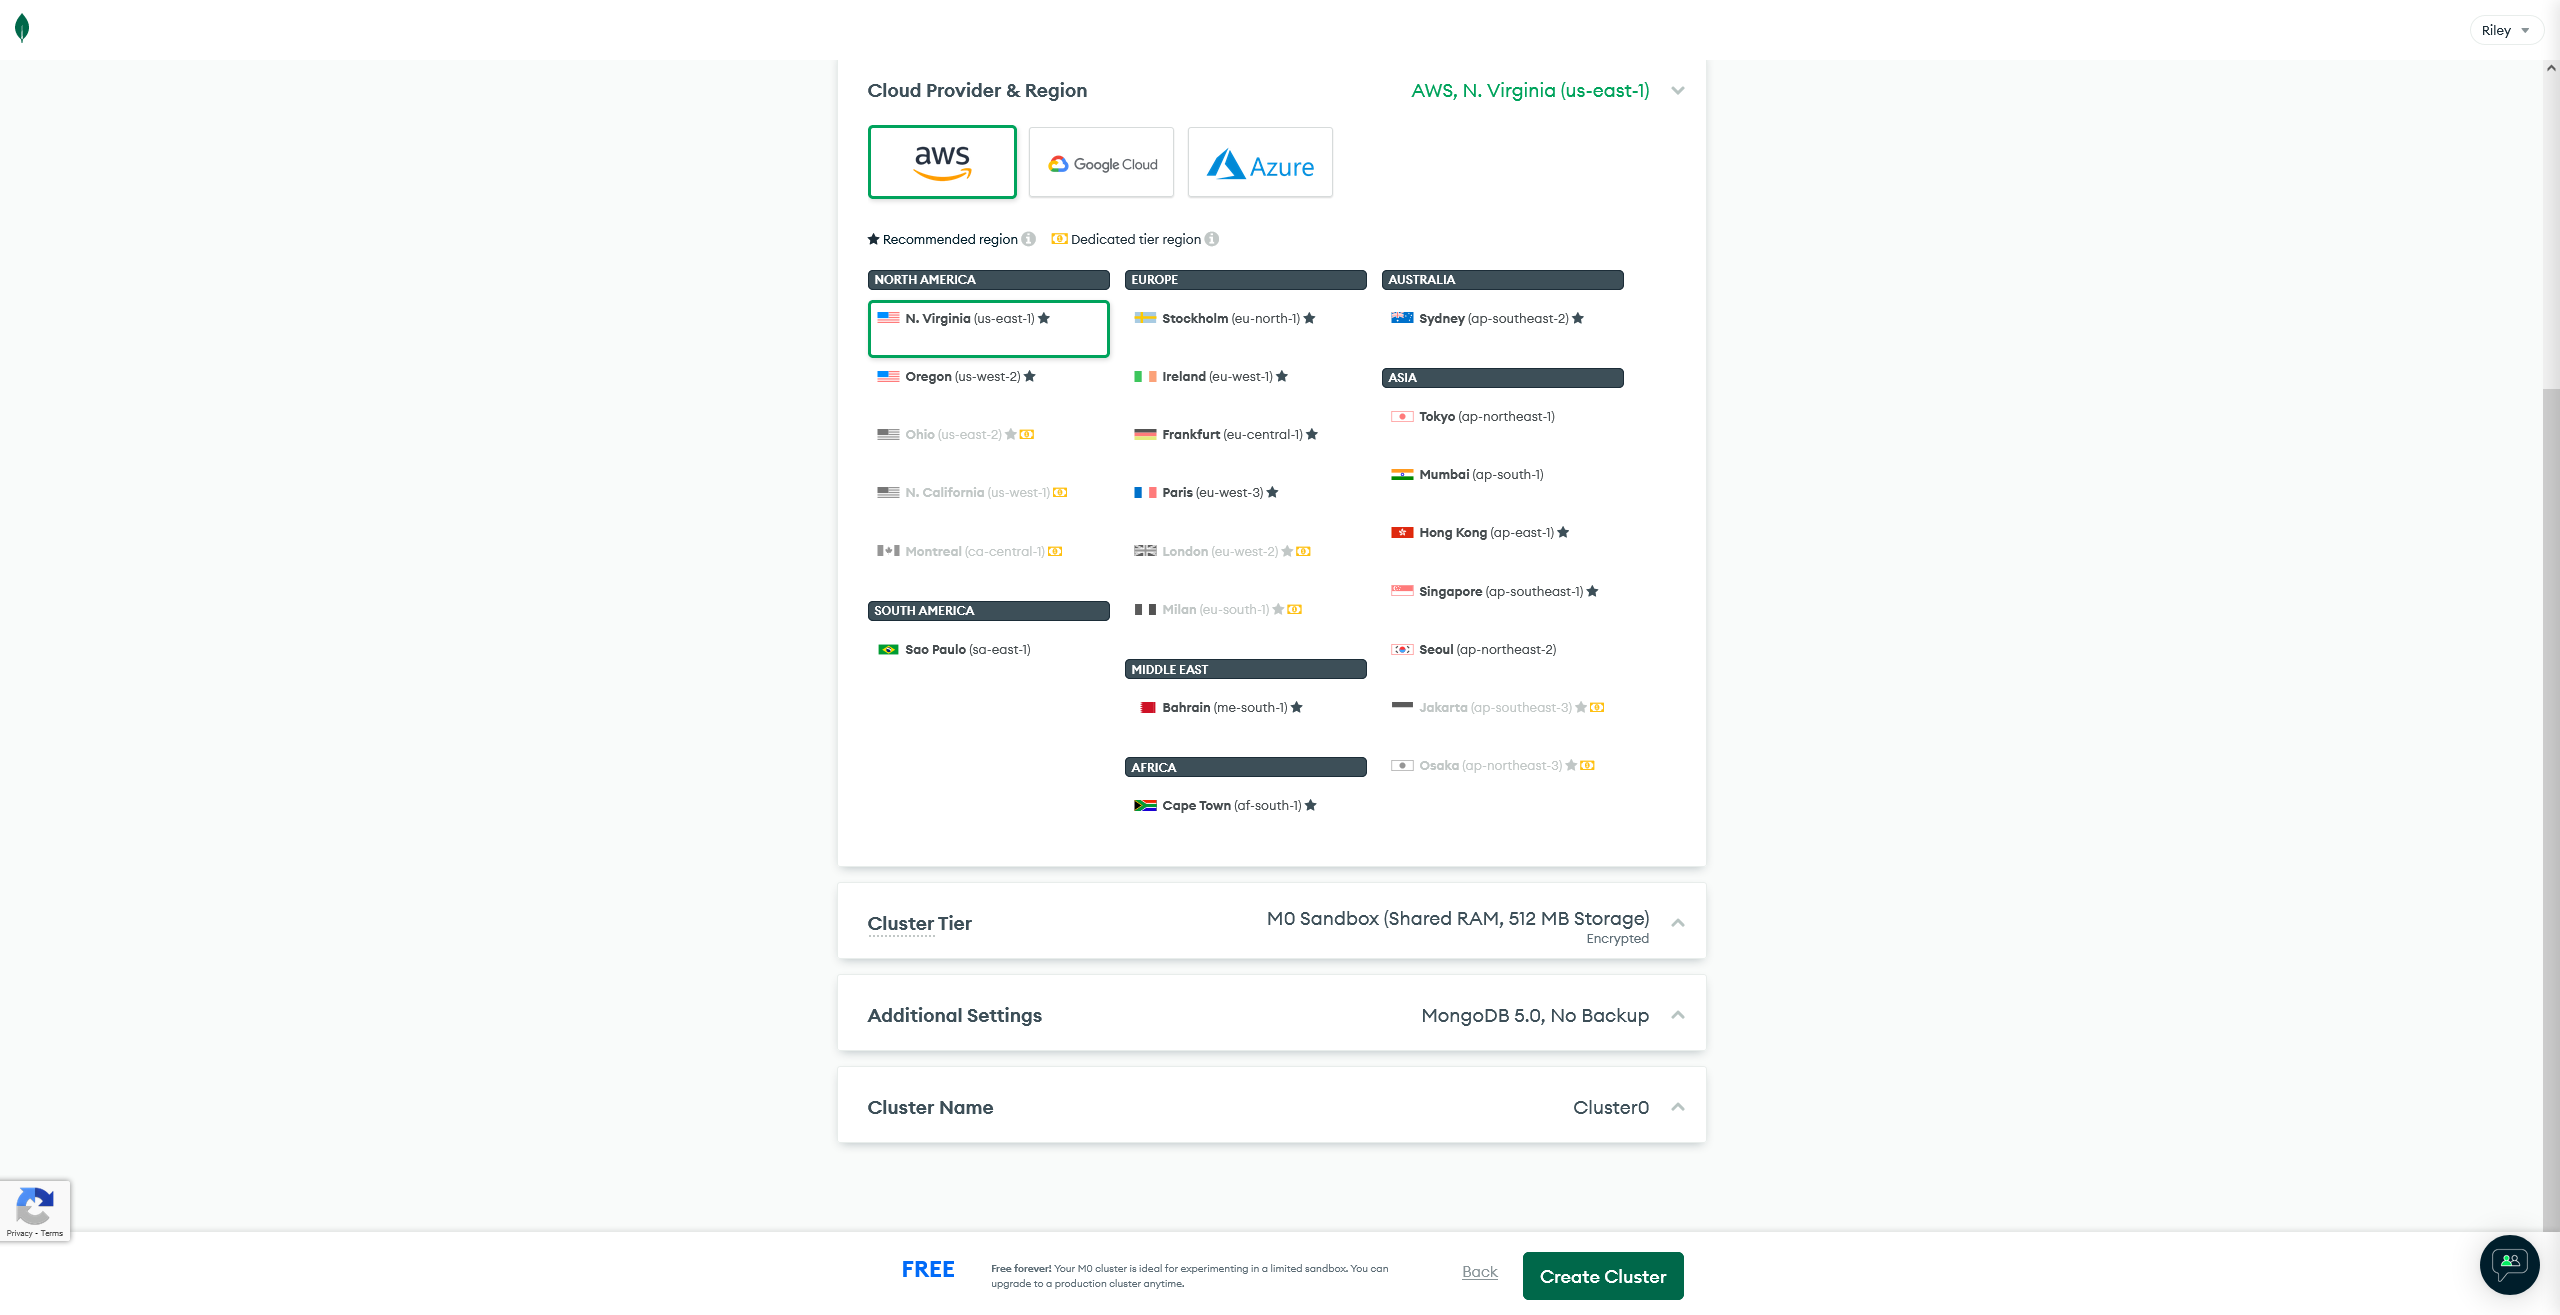 Riley
Cloud Provider & Region
AWS, N. Virginia (us-east-1)
aws
Google Cloud
Azure
Recommended region
Dedicated tier region
NORTH AMERICA
N. Virginia (us-east-1)
Oregon (us-west-2)
Ohio (us-east-2)
N. California (us-west-1)
Montreal (ca-central-1)
SOUTH AMERICA
Sao Paulo (sa-east-1)
EUROPE
Stockholm (eu-north-1)
Ireland (eu-west-1)
Frankfurt (eu-central-1)
Paris (eu-west-3)
London (eu-west-2)
Milan (eu-south-1)
MIDDLE EAST
Bahrain (me-south-1)
AFRICA
Cape Town (af-south-1)
AUSTRALIA
Sydney (ap-southeast-2)
ASIA
Tokyo (ap-northeast-1)
Mumbai (ap-south-1)
Hong Kong (ap-east-1)
Singapore (ap-southeast-1)
Seoul (ap-northeast-2)
Jakarta (ap-southeast-3)
Osaka (ap-northeast-3)
Cluster Tier
M0 Sandbox (Shared RAM, 512 MB Storage)
Encrypted
Additional Settings
MongoDB 5.0, No Backup
Cluster Name
Cluster0
Privacy - Terms
FREE
Free forever! Your M0 cluster is ideal for experimenting in a limited sandbox. You can
upgrade to a production cluster anytime.
Back
Create Cluster